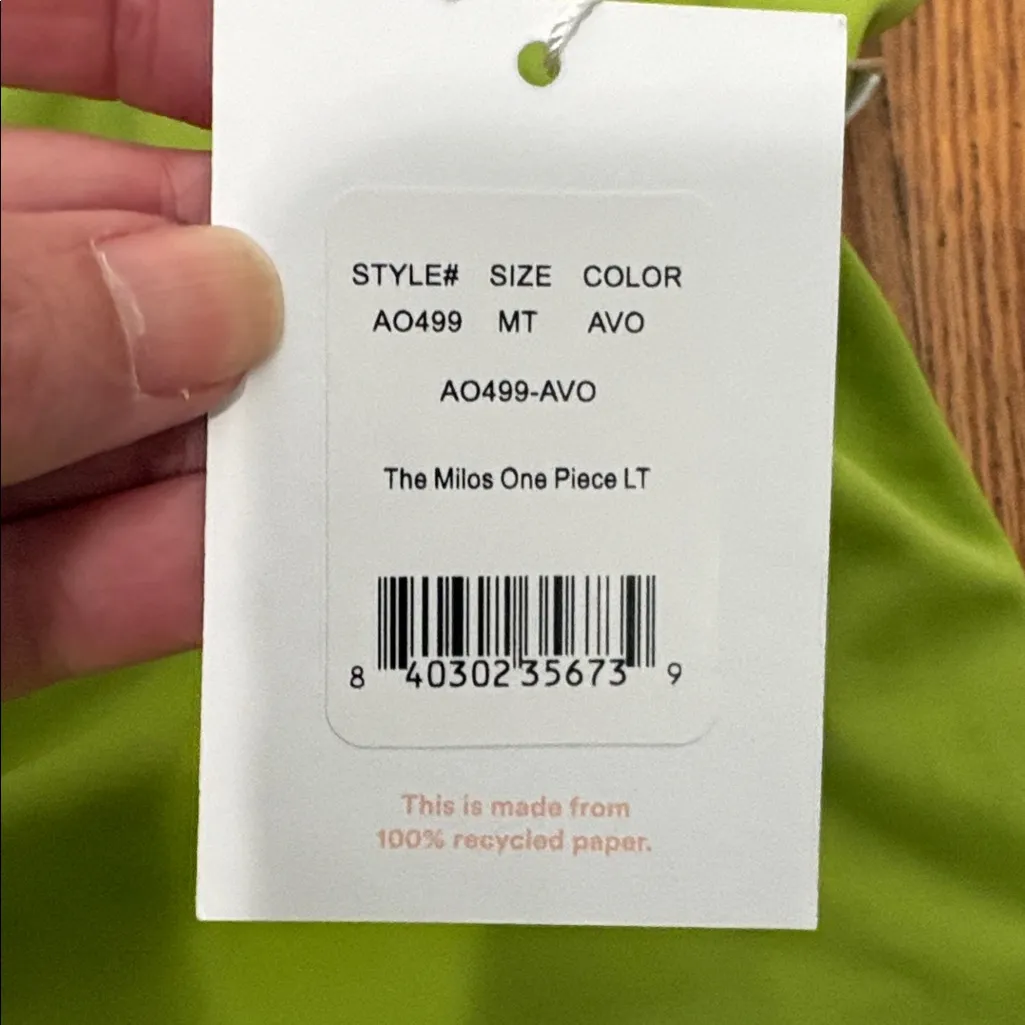 STYLE# SIZE COLOR
AO499 MT AVO
AO499-AVO
The Milos One Piece LT
8 40302 35673 9
This is made from
100% recycled paper.